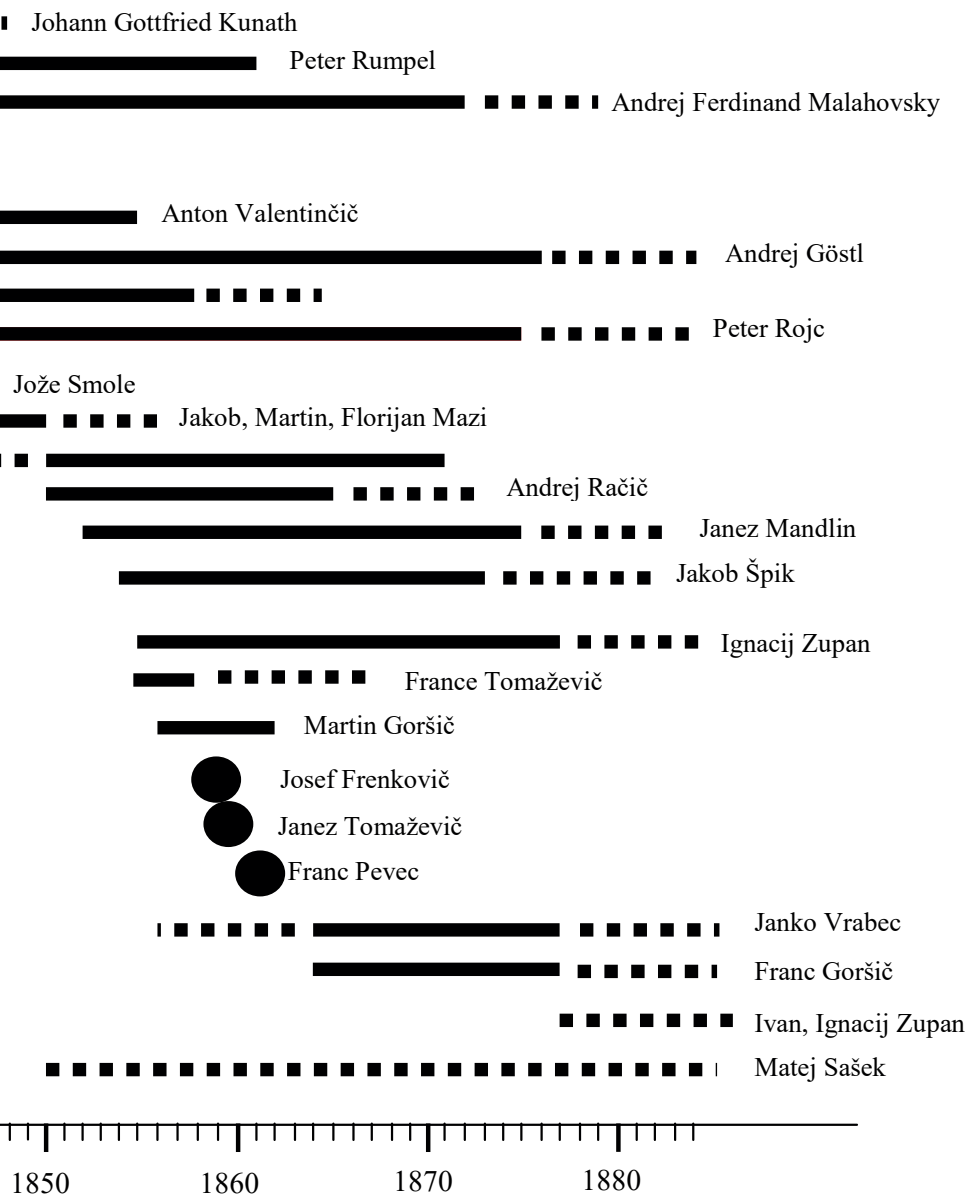 Johann Gottfried Kunath
Peter Rumpel
Andrej Ferdinand Malahovsky
Anton Valentinčič
Andrej Göstl
Peter Rojc
Jože Smole
Jakob, Martin, Florijan Mazi
Andrej Račič
Janez Mandlin
Jakob Špik
Ignacij Zupan
France Tomaževič
Martin Goršič
Josef Frenkovič
Janez Tomaževič
Franc Pevec
Janko Vrabec
Franc Goršič
Ivan, Ignacij Zupan
Matej Sašek
1850 1860 1870 1880